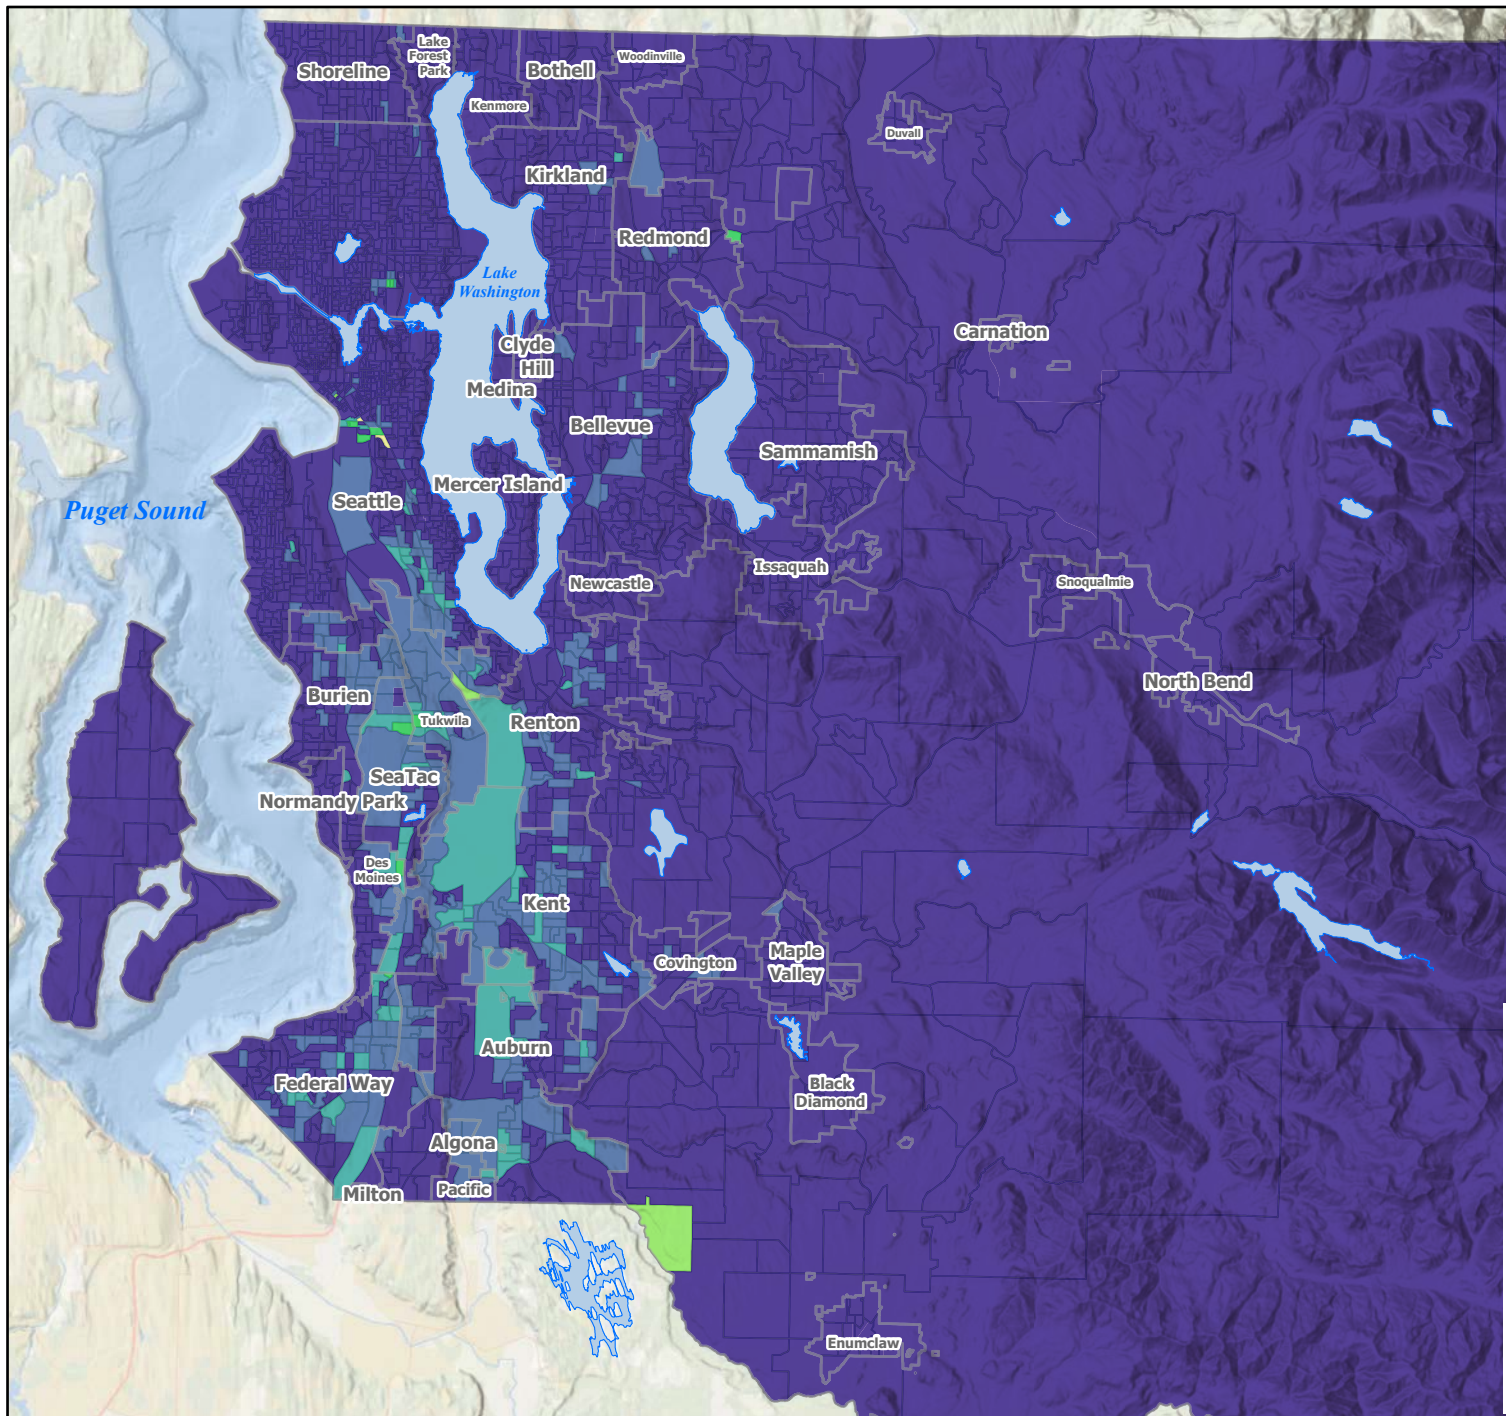 Lake
Forest
Park
Shoreline
Bothell
Woodinville
Kenmore
Duvall
Kirkland
Redmond
Lake
Washington
Carnation
Clyde
Hill
Medina
Bellevue
Sammamish
Mercer Island
Seattle
Puget Sound
Issaquah
Newcastle
Snoqualmie
North Bend
Burien
Tukwila
Renton
SeaTac
Normandy Park
Des
Moines
Kent
Maple
Valley
Covington
Auburn
Federal Way
Black
Diamond
Algona
Pacific
Milton
Enumclaw